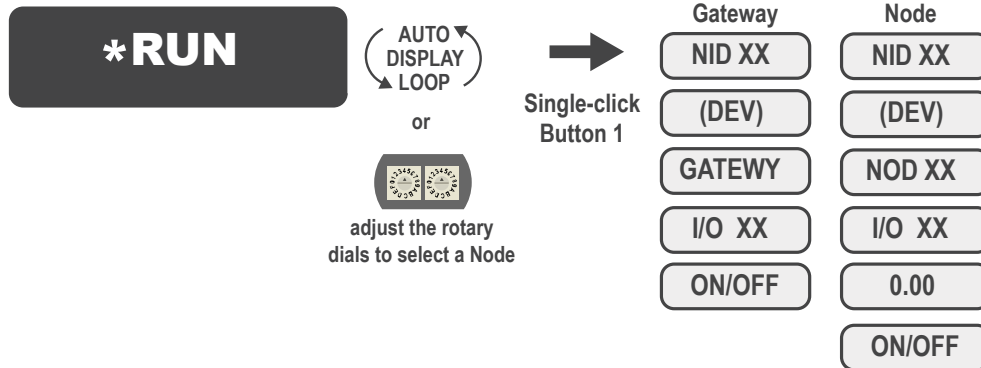 *RUN
AUTO
DISPLAY
LOOP
or
adjust the rotary
dials to select a Node
Single-click
Button 1
Gateway
NID XX
(DEV)
GATEWY
I/O XX
ON/OFF
Node
NID XX
(DEV)
NOD XX
I/O XX
0.00
ON/OFF